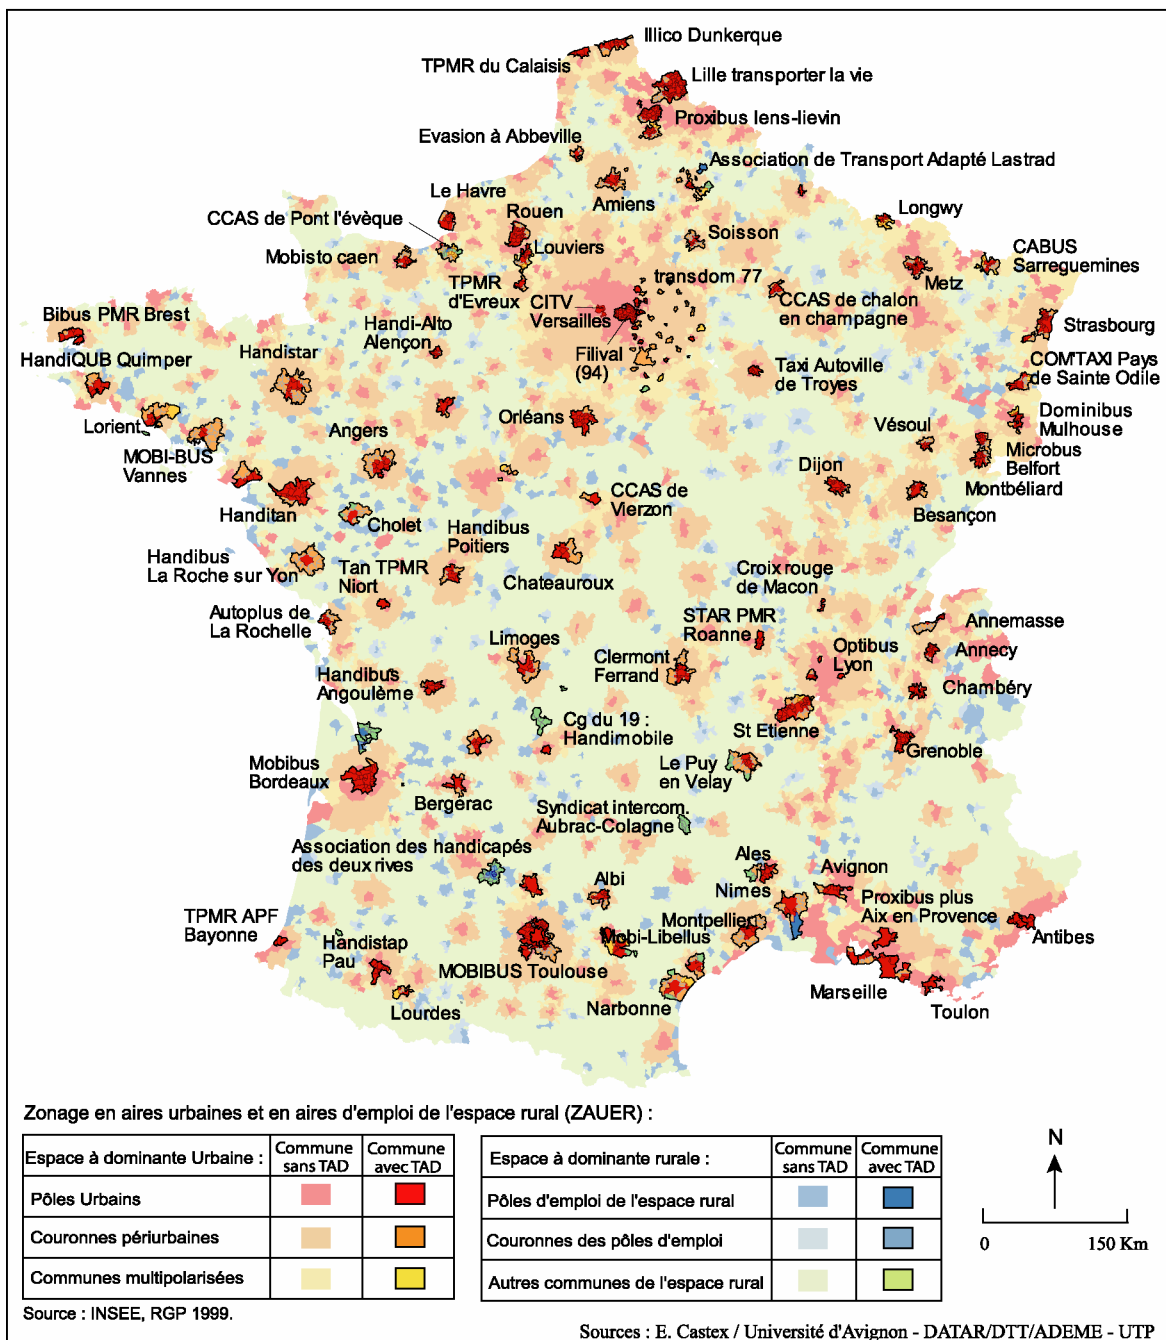 Illico Dunkerque
TPMR du Calaisis
Lille transporter la vie
Proxibus lens-lievin
Evasion à Abbeville
Association de Transport Adapté Lastrad
Le Havre
Amiens
CCAS de Pont l'évèque
Rouen
Longwy
Soisson
Louviers
Mobisto caen
CABUS
Sarreguemines
transdom 77
Metz
TPMR
d'Evreux
CITV
Versailles
CCAS de chalon
en champagne
Bibus PMR Brest
Handi-Alto
Alençon
Strasbourg
HandiQUB Quimper
Handistar
Filival
(94)
Taxi Autoville
de Troyes
COM'TAXI Pays
de Sainte Odile
Lorient
Orléans
Angers
Vésoul
Dominibus
Mulhouse
MOBI-BUS
Vannes
Microbus
Belfort
Dijon
Montbéliard
CCAS de
Vierzon
Handitan
Cholet
Besançon
Handibus
Poitiers
Handibus
La Roche sur Yon
Tan TPMR
Niort
Chateauroux
Croix rouge
de Macon
Autoplus de
La Rochelle
STAR PMR
Roanne
Annemasse
Limoges
Clermont
Ferrand
Optibus
Lyon
Annecy
Handibus
Angoulème
Chambéry
Cg du 19 :
Handimobile
St Etienne
Grenoble
Mobibus
Bordeaux
Le Puy
en Velay
Bergerac
Syndicat intercom.
Aubrac-Colagne
Association des handicapés
des deux rives
Ales
Avignon
Albi
Nimes
Proxibus plus
Aix en Provence
TPMR APF
Bayonne
Montpellier
Mobi-Libellus
Antibes
Handistap
Pau
MOBIBUS Toulouse
Marseille
Lourdes
Narbonne
Toulon
Zonage en aires urbaines et en aires d'emploi de l'espace rural (ZAUER) :
Espace à dominante Urbaine :
Commune
sans TAD
Commune
avec TAD
Pôles Urbains
Couronnes périurbaines
Communes multipolarisées
Espace à dominante rurale :
Commune
sans TAD
Commune
avec TAD
Pôles d'emploi de l'espace rural
Couronnes des pôles d'emploi
Autres communes de l'espace rural
N
0 150 Km
Source : INSEE, RGP 1999.
Sources : E. Castex / Université d'Avignon - DATAR/DTT/ADEME - UTP